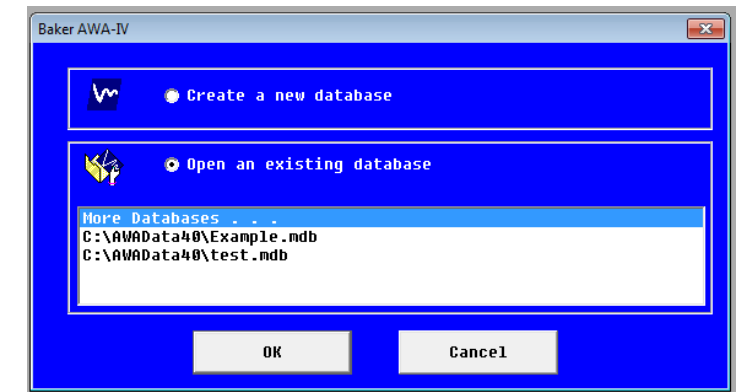 Baker AWA-IV
Create a new database
Open an existing database
More Databases . . .
C:\AWAData40\Example.mdb
C:\AWAData40\test.mdb
OK
Cancel